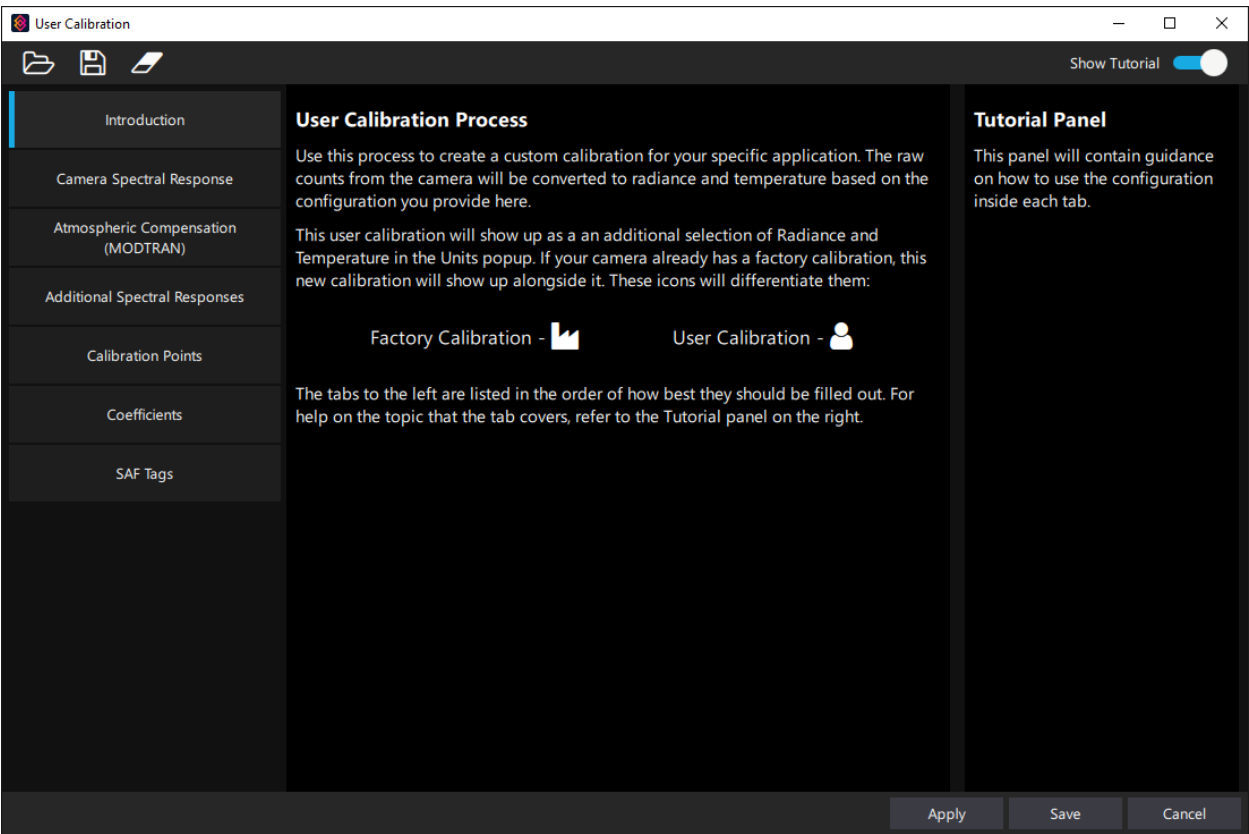 User Calibration
Show Tutorial
Introduction
Camera Spectral Response
Atmospheric Compensation
(MODTRAN)
Additional Spectral Responses
Calibration Points
Coefficients
SAF Tags
User Calibration Process
Use this process to create a custom calibration for your specific application. The raw
counts from the camera will be converted to radiance and temperature based on the
configuration you provide here.
This user calibration will show up as a an additional selection of Radiance and
Temperature in the Units popup. If your camera already has a factory calibration, this
new calibration will show up alongside it. These icons will differentiate them:
Factory Calibration -
User Calibration -
The tabs to the left are listed in the order of how best they should be filled out. For
help on the topic that the tab covers, refer to the Tutorial panel on the right.
Tutorial Panel
This panel will contain guidance
on how to use the configuration
inside each tab.
Apply
Save
Cancel